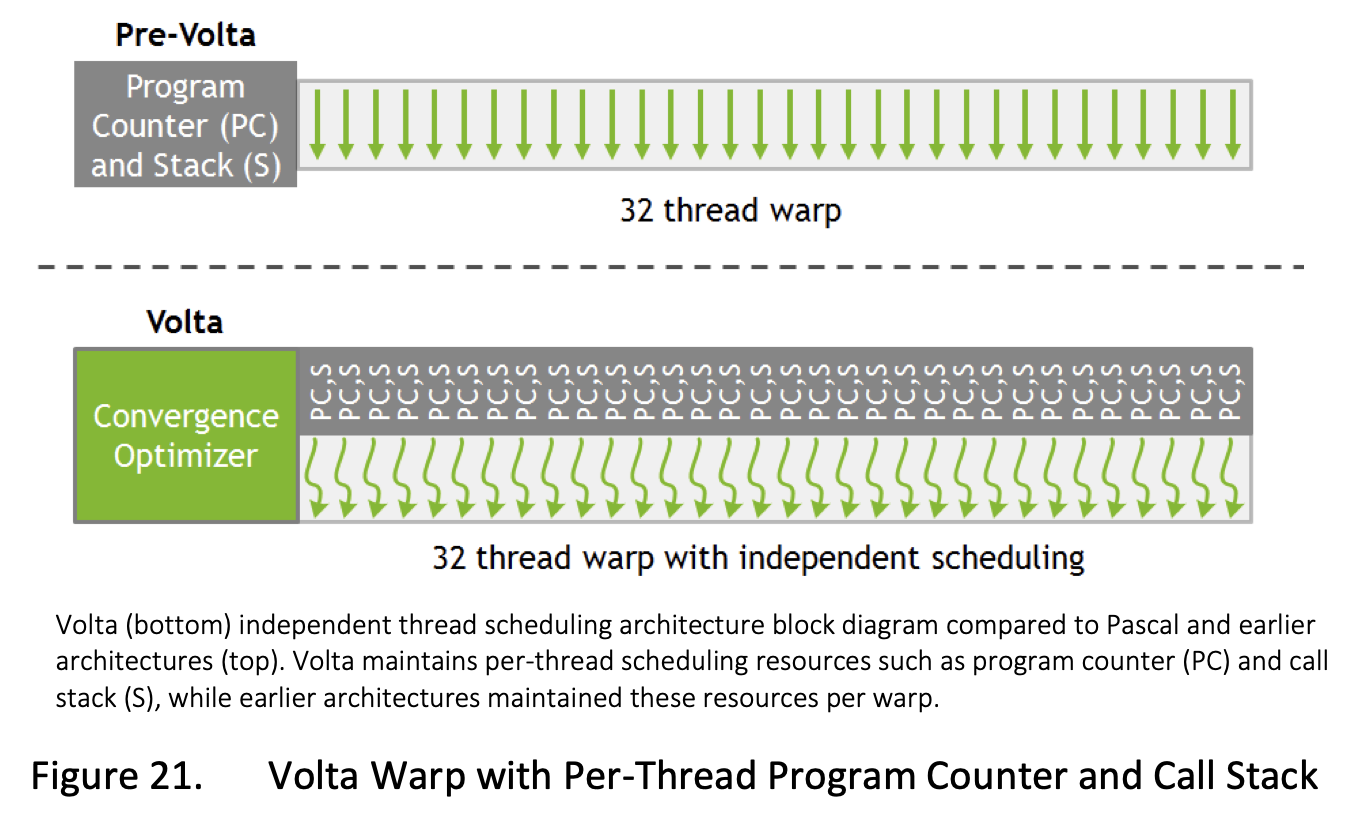 Pre-Volta
Program
Counter (PC)
and Stack (S)
32 thread warp
Volta
Convergence
Optimizer
PC,S PC,S PC,S PC,S PC,S PC,S PC,S PC,S PC,S PC,S PC,S PC,S PC,S PC,S PC,S PC,S PC,S PC,S PC,S PC,S PC,S PC,S PC,S PC,S PC,S PC,S PC,S PC,S PC,S PC,S PC,S PC,S
32 thread warp with independent scheduling
Volta (bottom) independent thread scheduling architecture block diagram compared to Pascal and earlier
architectures (top). Volta maintains per-thread scheduling resources such as program counter (PC) and call
stack (S), while earlier architectures maintained these resources per warp.
Figure 21. Volta Warp with Per-Thread Program Counter and Call Stack